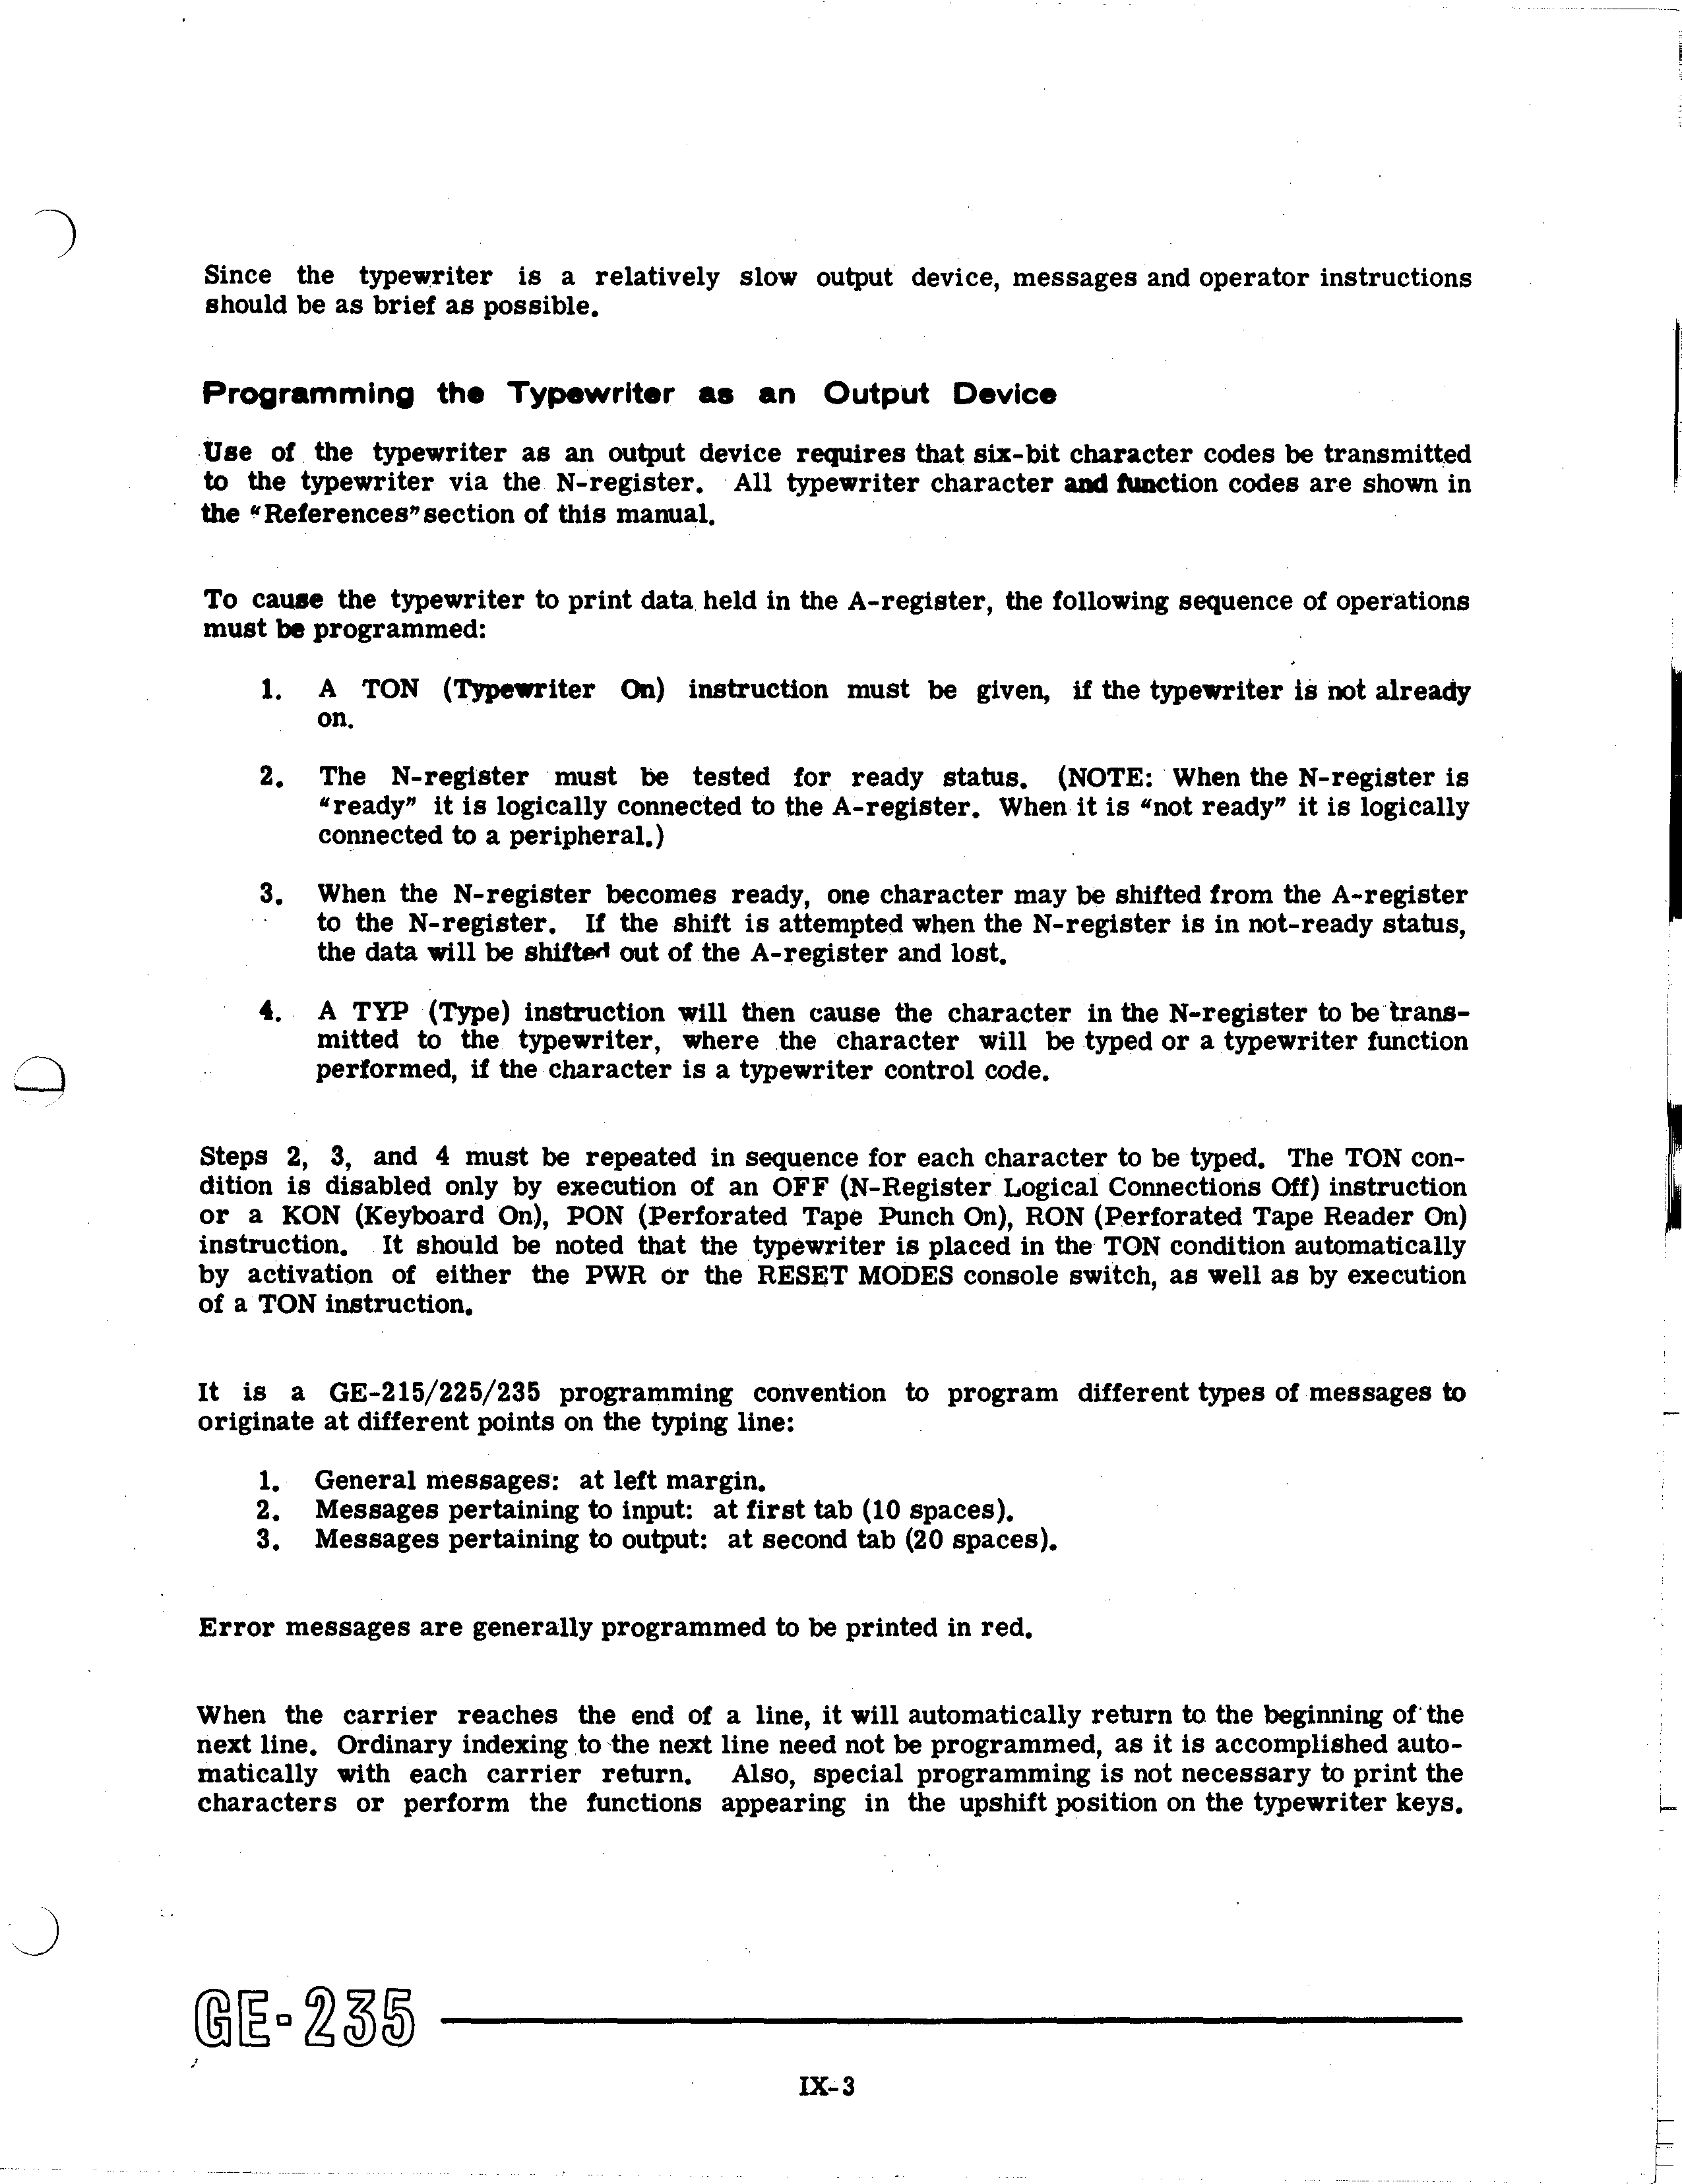 Since the typewriter is a relatively slow output device, messages and operator instructions
should be as brief as possible.
Programming the Typewriter as an Output Device
Use of the typewriter as an output device requires that six-bit character codes be transmitted
to the typewriter via the N-register. All typewriter character and function codes are shown in
the "References" section of this manual.
To cause the typewriter to print data held in the A-register, the following sequence of operations
must be programmed:
1. A TON (Typewriter On) instruction must be given, if the typewriter is not already
on.
2. The N-register must be tested for ready status. (NOTE: When the N-register is
"ready" it is logically connected to the A-register. When it is "not ready" it is logically
connected to a peripheral.)
3. When the N-register becomes ready, one character may be shifted from the A-register
to the N-register. If the shift is attempted when the N-register is in not-ready status,
the data will be shifted out of the A-register and lost.
4. A TYP (Type) instruction will then cause the character in the N-register to be trans-
mitted to the typewriter, where the character will be typed or a typewriter function
performed, if the character is a typewriter control code.
Steps 2, 3, and 4 must be repeated in sequence for each character to be typed. The TON con-
dition is disabled only by execution of an OFF (N-Register Logical Connections Off) instruction
or a KON (Keyboard On), PON (Perforated Tape Punch On), RON (Perforated Tape Reader On)
instruction. It should be noted that the typewriter is placed in the TON condition automatically
by activation of either the PWR or the RESET MODES console switch, as well as by execution
of a TON instruction.
It is a GE-215/225/235 programming convention to program different types of messages to
originate at different points on the typing line:
1. General messages: at left margin.
2. Messages pertaining to input: at first tab (10 spaces).
3. Messages pertaining to output: at second tab (20 spaces).
Error messages are generally programmed to be printed in red.
When the carrier reaches the end of a line, it will automatically return to the beginning of the
next line. Ordinary indexing to the next line need not be programmed, as it is accomplished auto-
matically with each carrier return. Also, special programming is not necessary to print the
characters or perform the functions appearing in the upshift position on the typewriter keys.
GE-235
IX-3